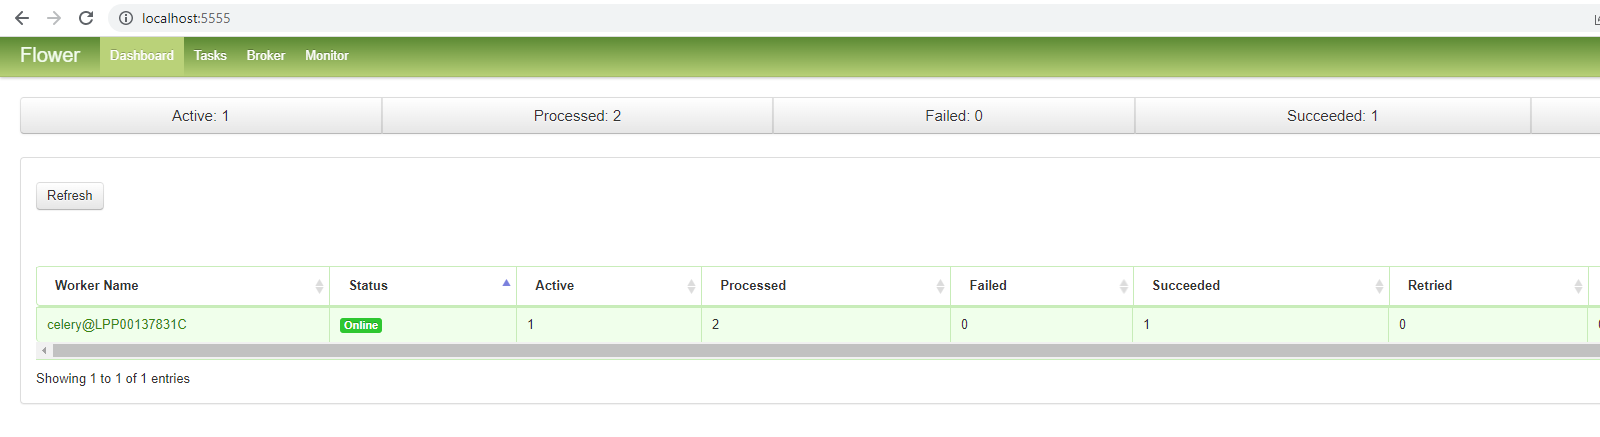 localhost:5555
Flower Dashboard Tasks Broker Monitor
Active: 1 Processed: 2 Failed: 0 Succeeded: 1
Refresh
Worker Name Status Active Processed Failed Succeeded Retried
celery@LPP00137831C Online 1 2 0 1 0
Showing 1 to 1 of 1 entries